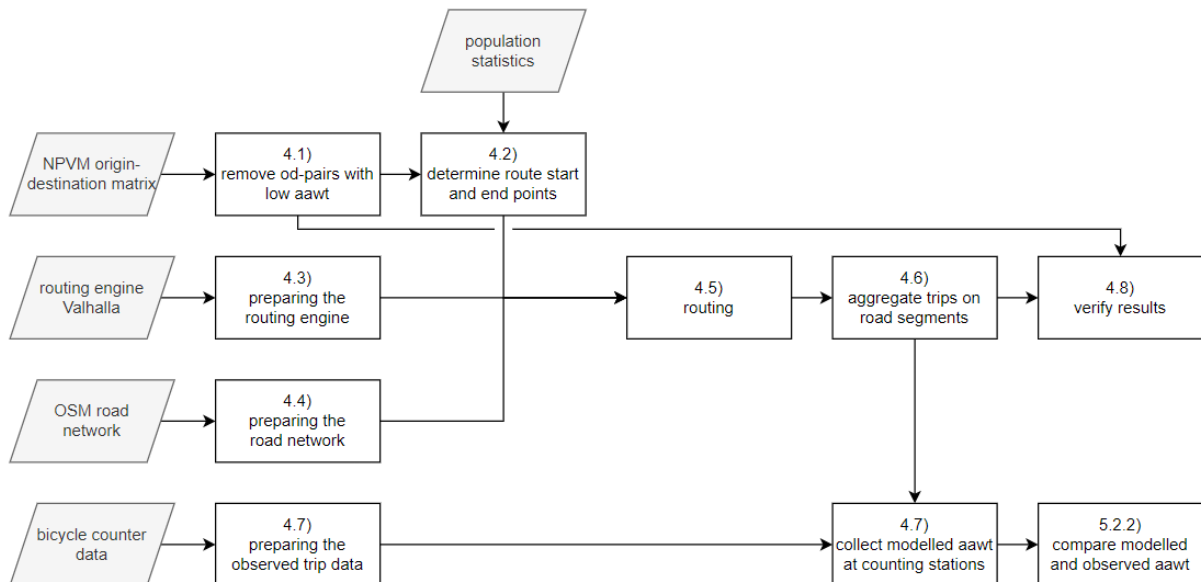 population
statistics
NPVM origin-
destination matrix
4.1)
remove od-pairs with
low aawt
4.2)
determine route start
and end points
routing engine
Valhalla
4.3)
preparing the
routing engine
4.5)
routing
4.6)
aggregate trips on
road segments
4.8)
verify results
OSM road
network
4.4)
preparing the
road network
bicycle counter
data
4.7)
preparing the
observed trip data
4.7)
collect modelled aawt
at counting stations
5.2.2)
compare modelled
and observed aawt